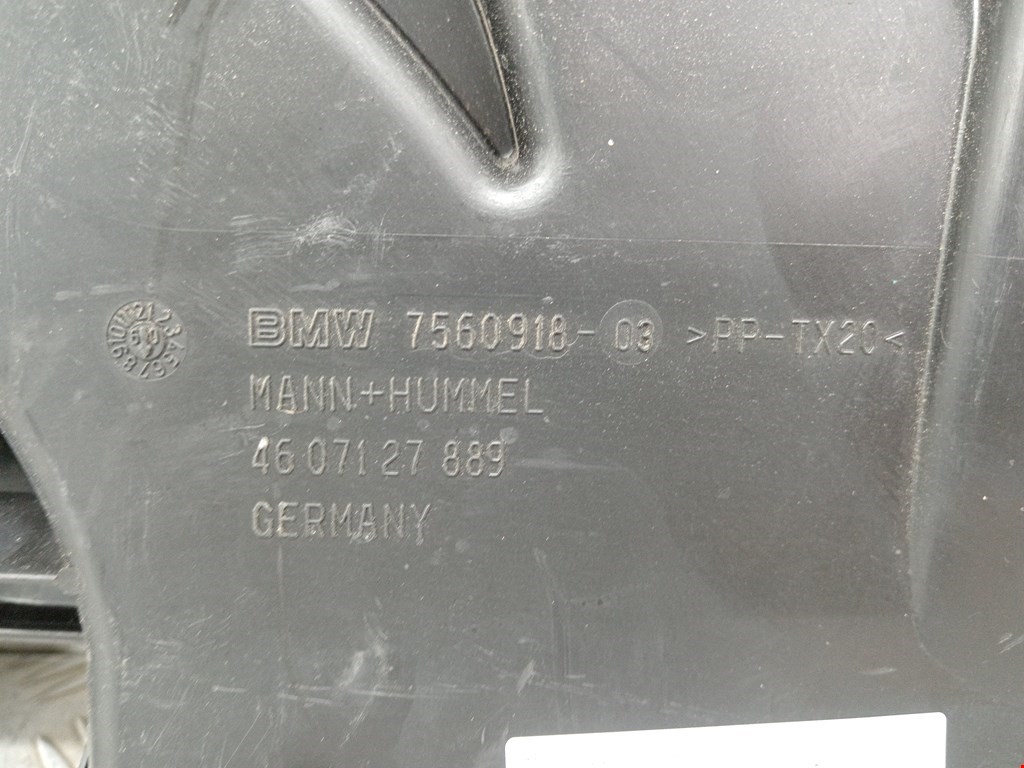 BMW 7560918-03 >PP-TX20<
MANN+HUMMEL
46 071 27 889
GERMANY